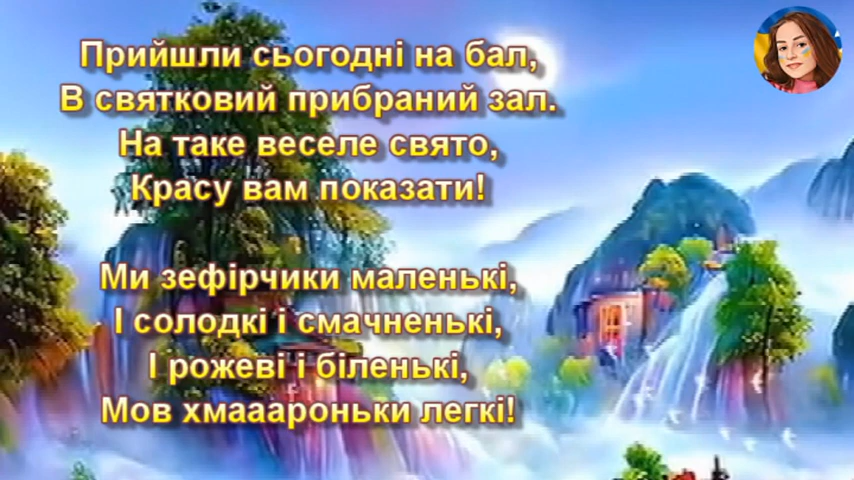 Прийшли сьогодні на бал,
В святковий прибраний зал.
На таке веселе свято,
Красу вам показати!
Ми зефірчики маленькі,
І солодкі і смачненькі,
І рожеві і біленькі,
Мов хмааароньки легкі!